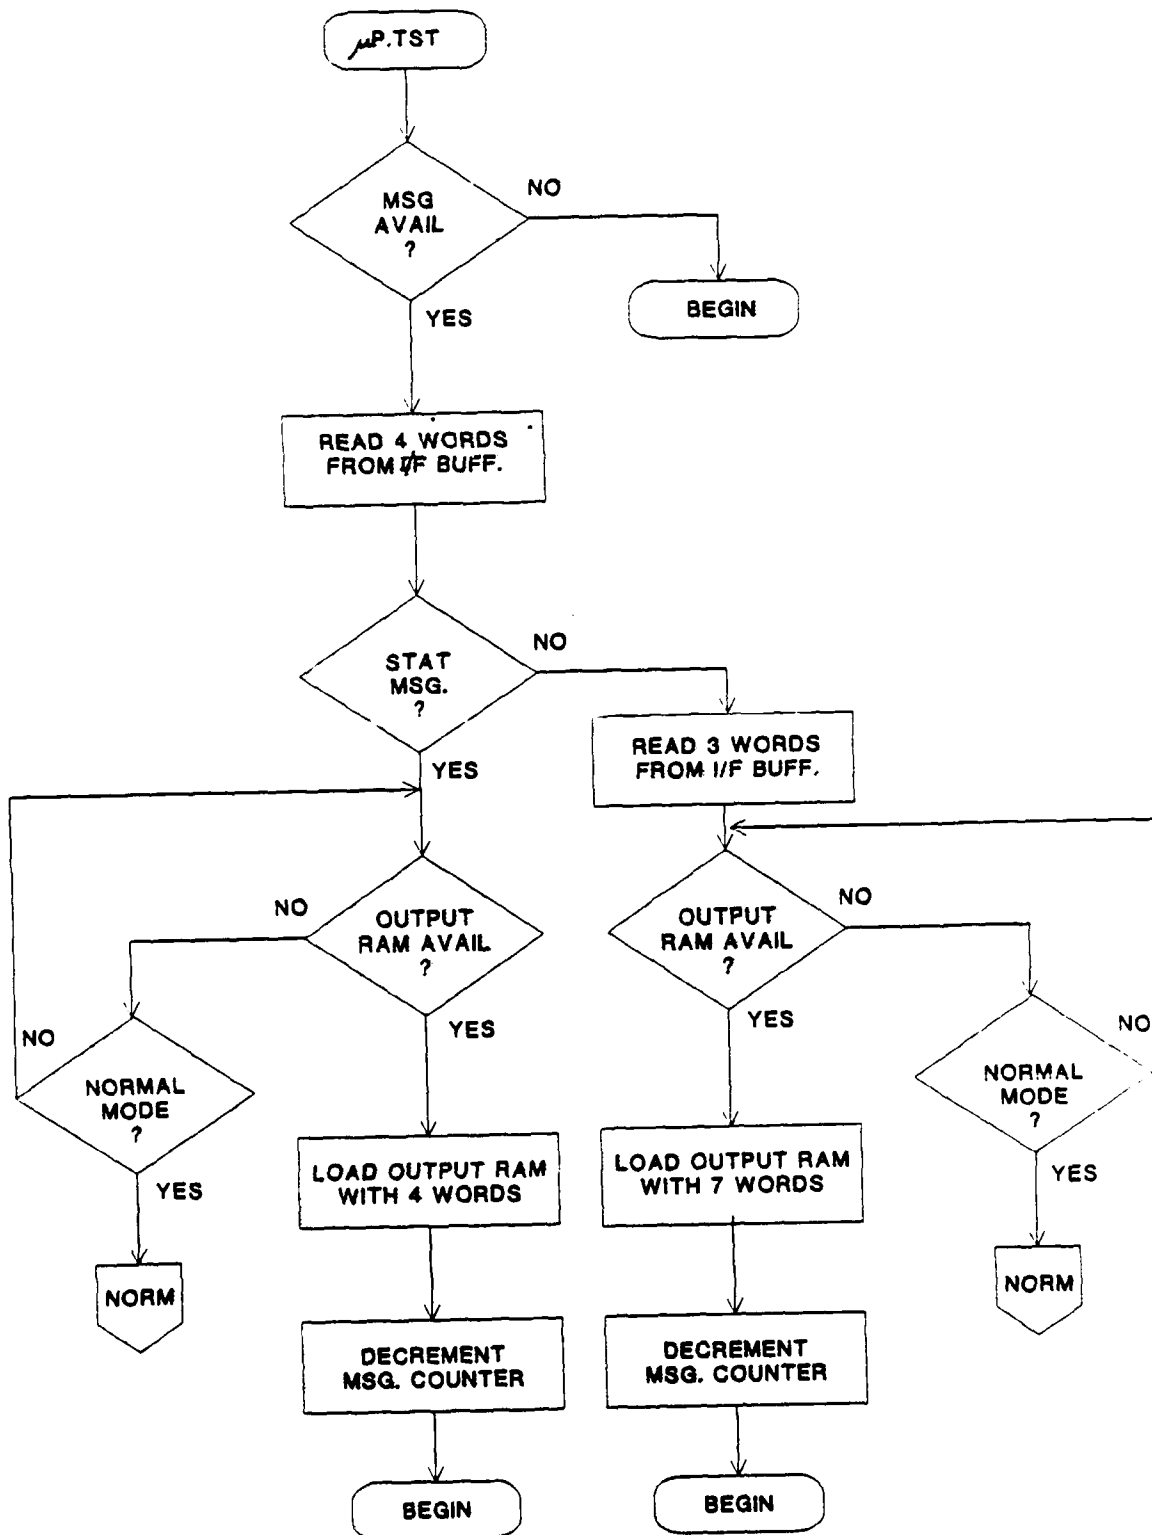 μP.TST
MSG
AVAIL
?
NO
BEGIN
YES
READ 4 WORDS
FROM I/F BUFF.
STAT
MSG.
?
NO
YES
READ 3 WORDS
FROM I/F BUFF.
OUTPUT
RAM AVAIL
?
NO
YES
OUTPUT
RAM AVAIL
?
NO
YES
NORMAL
MODE
?
NO
YES
NORM
NORMAL
MODE
?
NO
YES
NORM
LOAD OUTPUT RAM
WITH 4 WORDS
LOAD OUTPUT RAM
WITH 7 WORDS
DECREMENT
MSG. COUNTER
DECREMENT
MSG. COUNTER
BEGIN
BEGIN